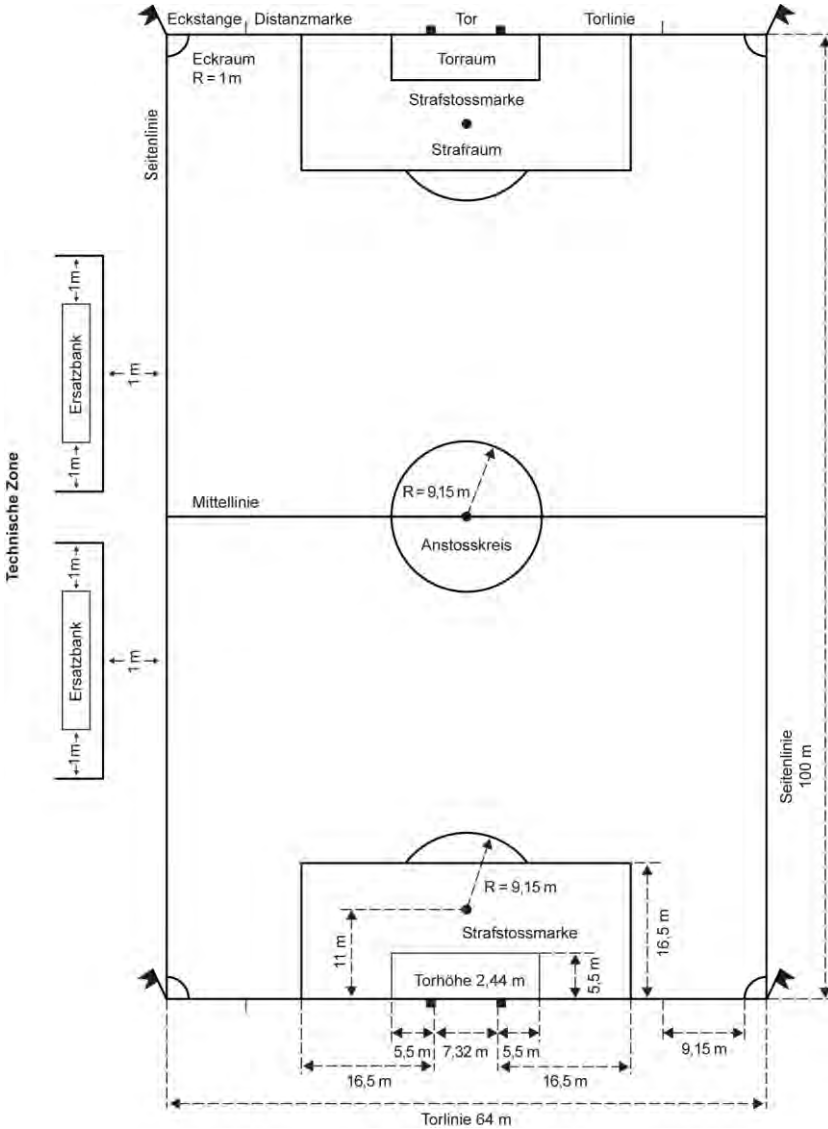 Eckstange
Distanzmarke
Tor
Torlinie
Eckraum
R = 1 m
Torraum
Strafstossmarke
Strafraum
Seitenlinie
Technische Zone
1 m
Ersatzbank
1 m
1 m
R = 9,15 m
Mittellinie
Anstosskreis
1 m
Ersatzbank
1 m
1 m
Seitenlinie
100 m
R = 9,15 m
11 m
Strafstossmarke
16,5 m
Torhöhe 2,44 m
5,5 m
5,5 m
7,32 m
5,5 m
9,15 m
16,5 m
16,5 m
Torlinie 64 m